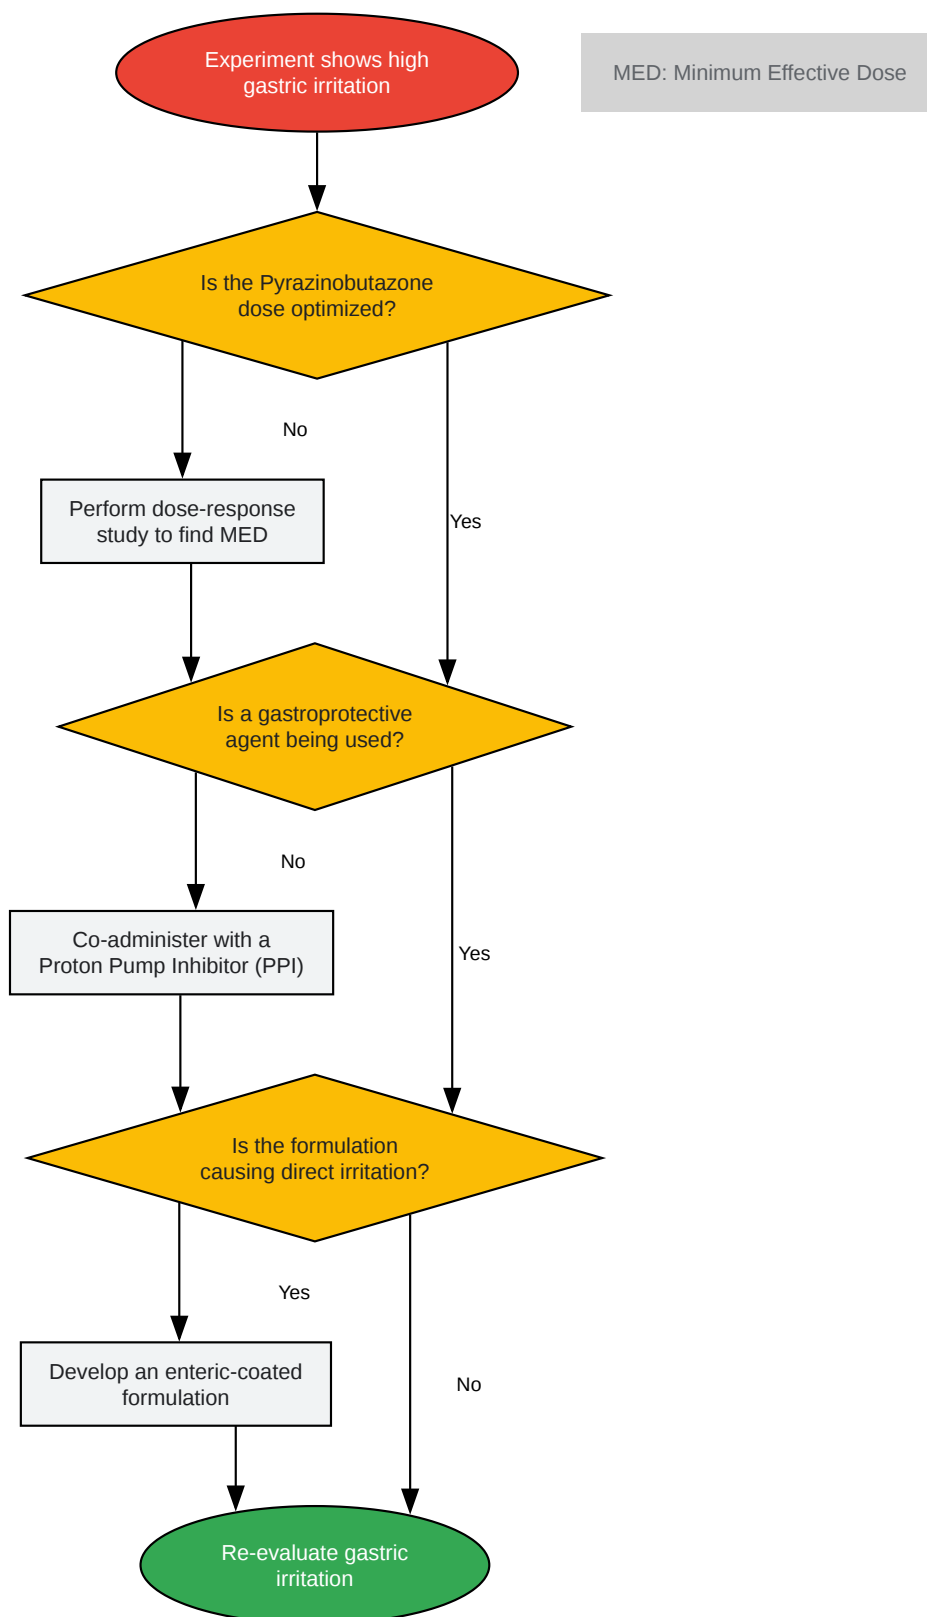 Experiment shows high
gastric irritation
MED: Minimum Effective Dose
Is the Pyrazinobutazone
dose optimized?
No
Perform dose-response
study to find MED
Yes
Is a gastroprotective
agent being used?
No
Co-administer with a
Proton Pump Inhibitor (PPI)
Yes
Is the formulation
causing direct irritation?
Yes
Develop an enteric-coated
formulation
No
Re-evaluate gastric
irritation